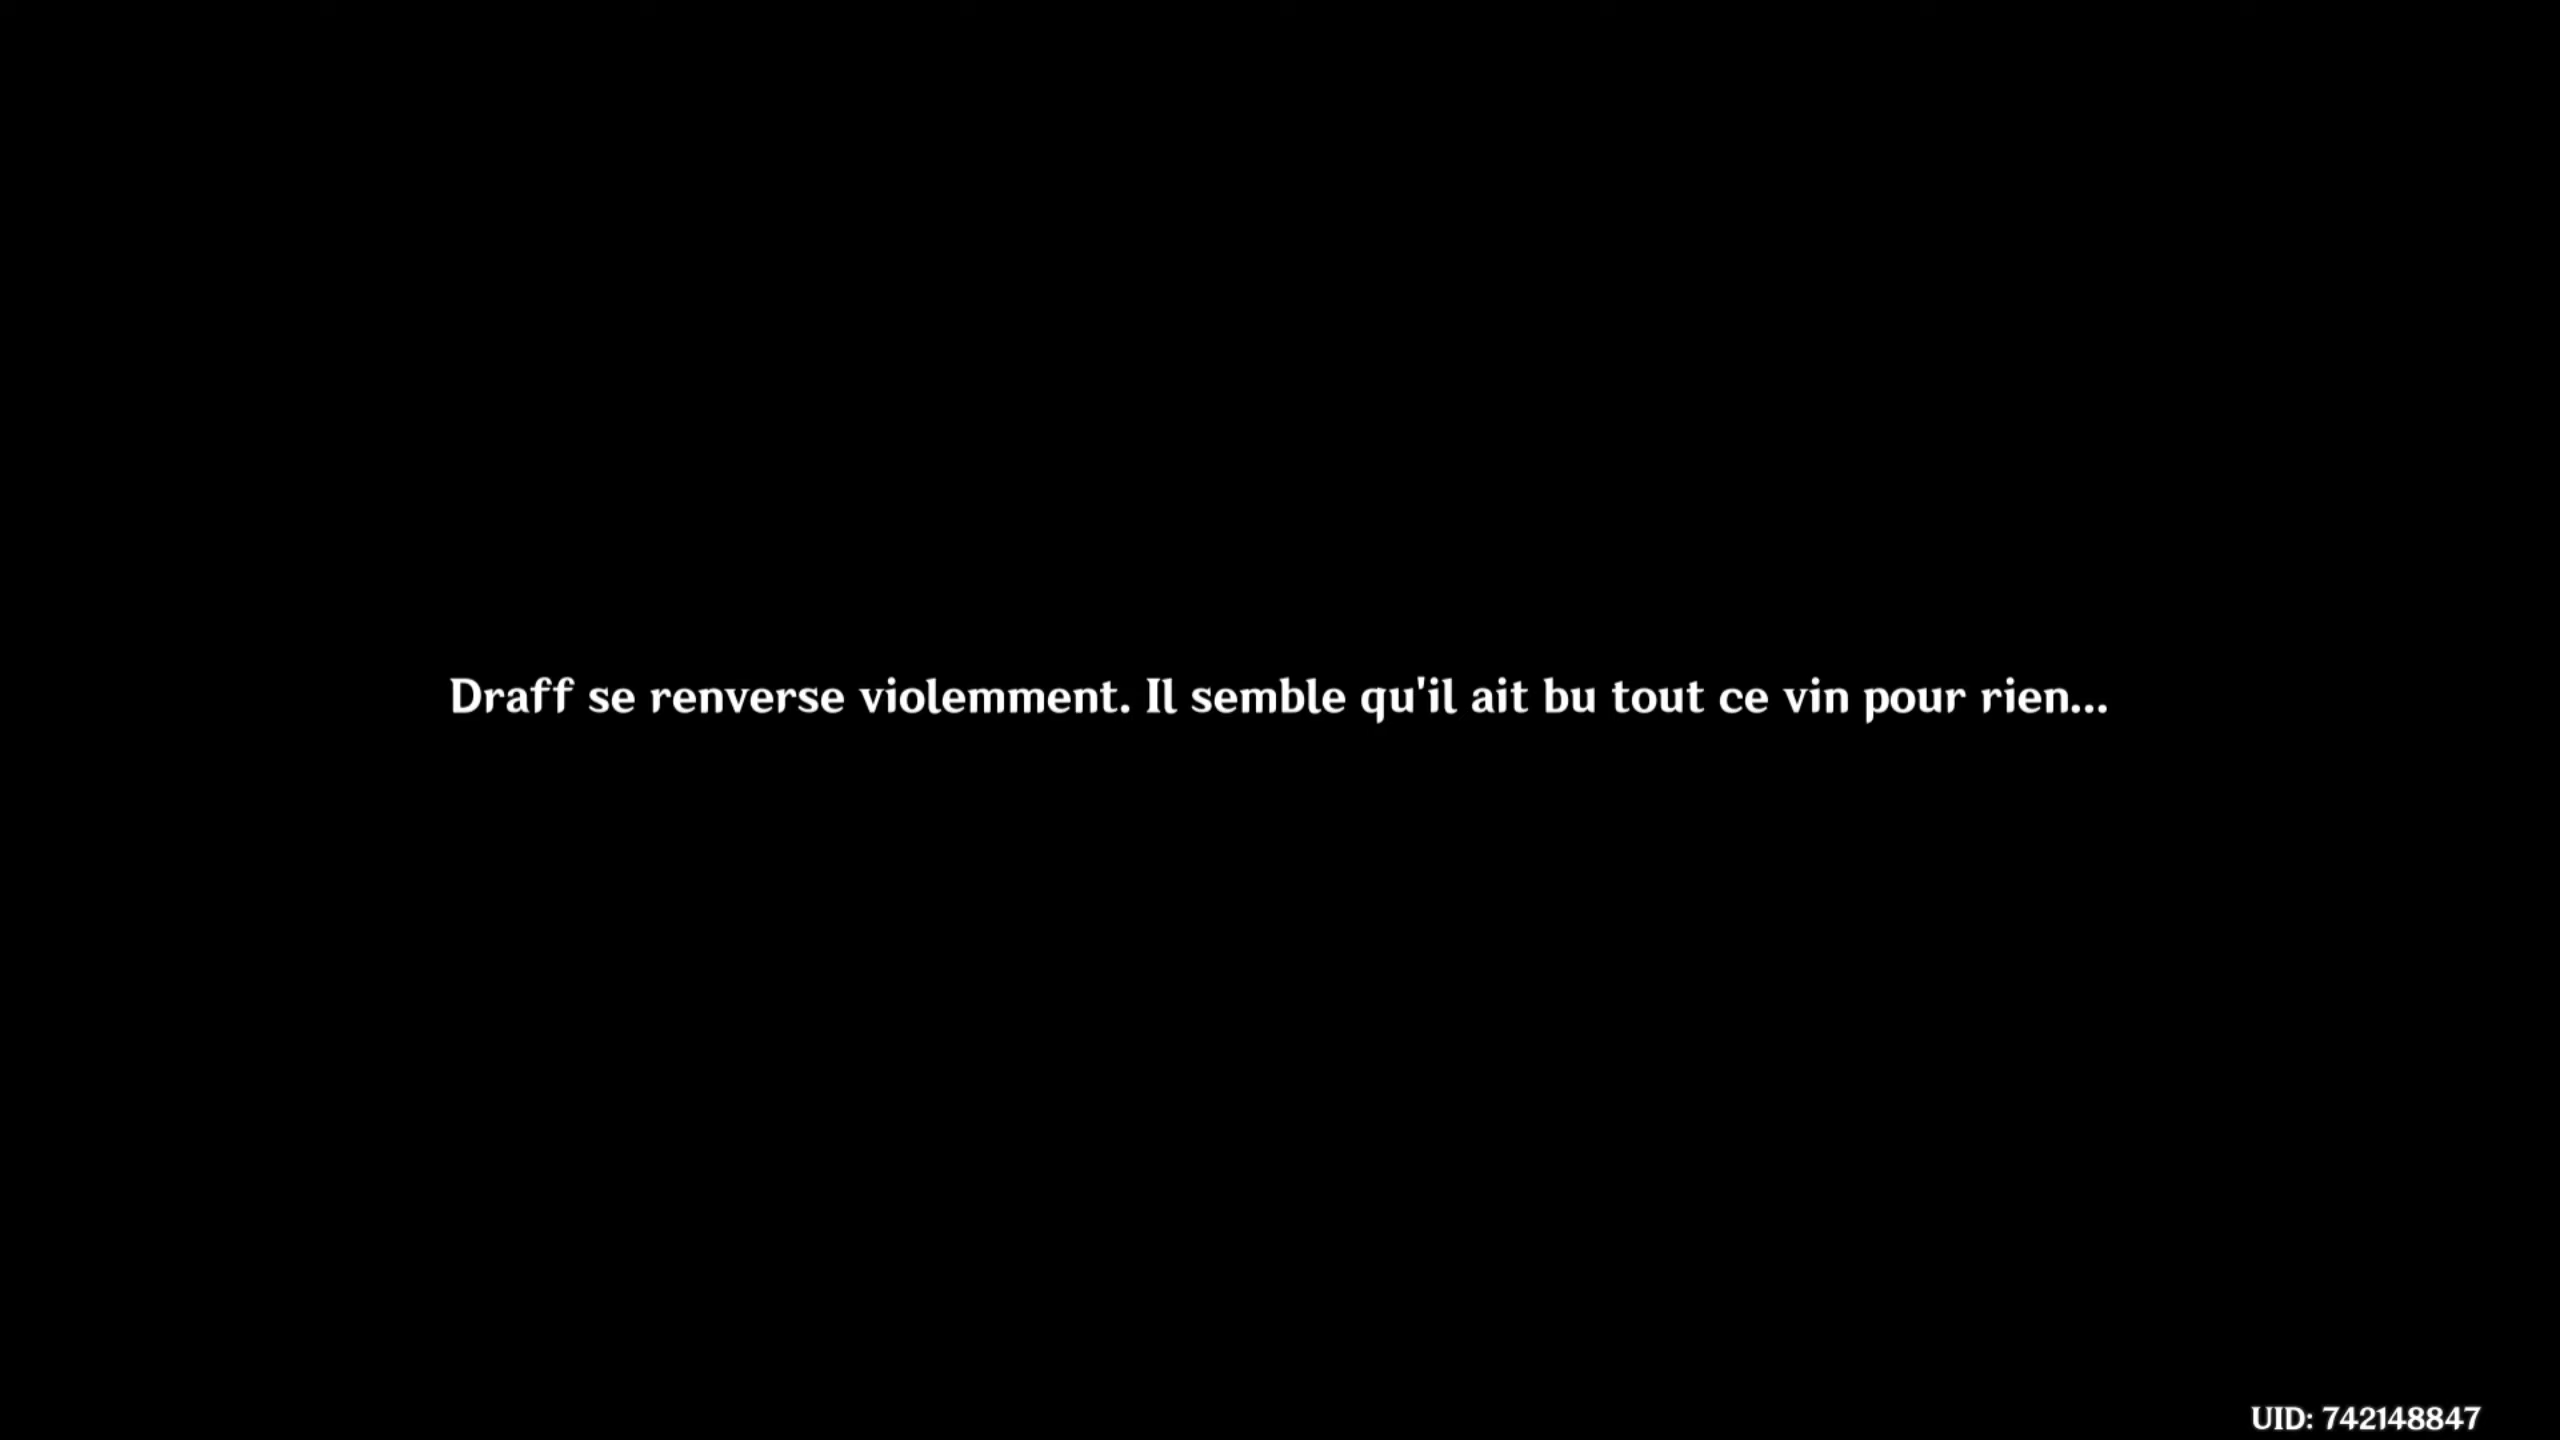 Draff se renverse violemment. Il semble qu'il ait bu tout ce vin pour rien...
UID: 742148847